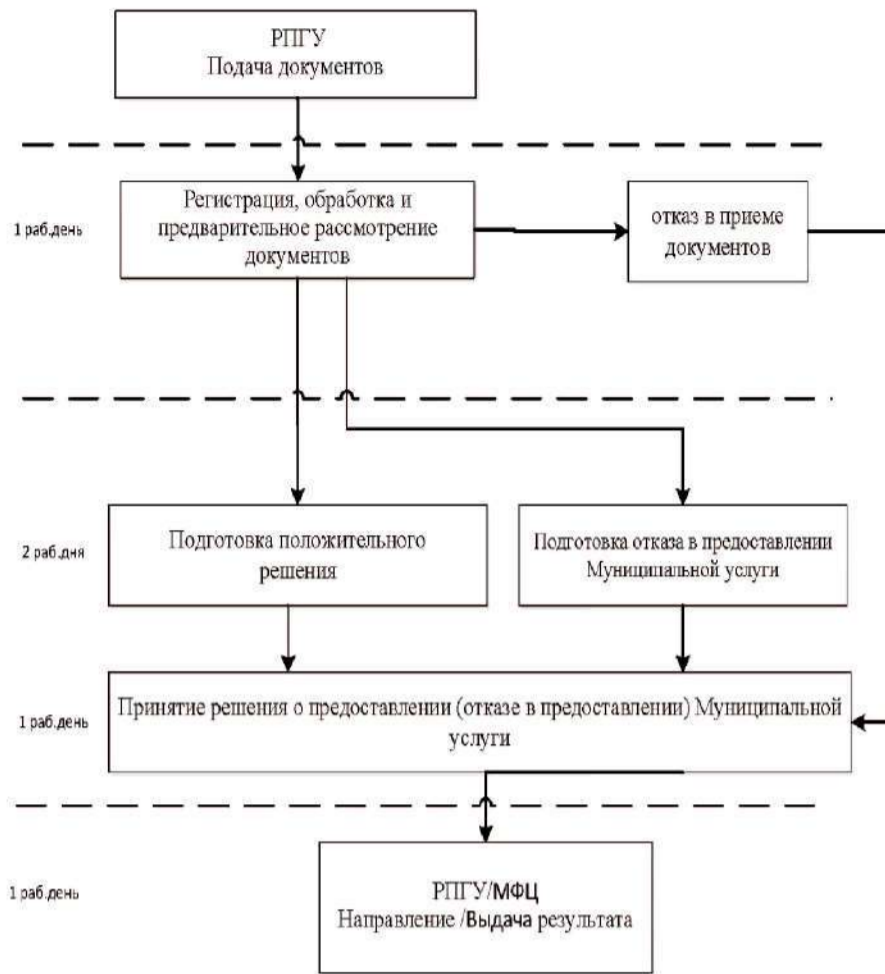 РПГУ
Подача документов
1 раб.день
Регистрация, обработка и
предварительное рассмотрение
документов
отказ в приеме
документов
2 раб.дня
Подготовка положительного
решения
Подготовка отказа в предоставлении
Муниципальной услуги
1 раб.день
Принятие решения о предоставлении (отказе в предоставлении) Муниципальной
услуги
1 раб.день
РПГУ/МФЦ
Направление /Выдача результата